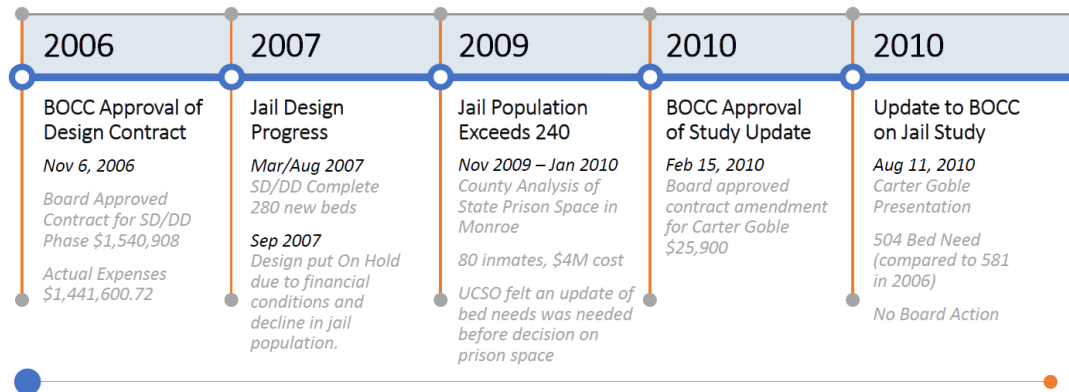 2006
BOCC Approval of
Design Contract
Nov 6, 2006
Board Approved
Contract for SD/DD
Phase $1,540,908
Actual Expenses
$1,441,600.72
2007
Jail Design
Progress
Mar/Aug 2007
SD/DD Complete
280 new beds
Sep 2007
Design put On Hold
due to financial
conditions and
decline in jail
population.
2009
Jail Population
Exceeds 240
Nov 2009 – Jan 2010
County Analysis of
State Prison Space in
Monroe
80 inmates, $4M cost
UCSO felt an update of
bed needs was needed
before decision on
prison space
2010
BOCC Approval
of Study Update
Feb 15, 2010
Board approved
contract amendment
for Carter Goble
$25,900
2010
Update to BOCC
on Jail Study
Aug 11, 2010
Carter Goble
Presentation
504 Bed Need
(compared to 581
in 2006)
No Board Action